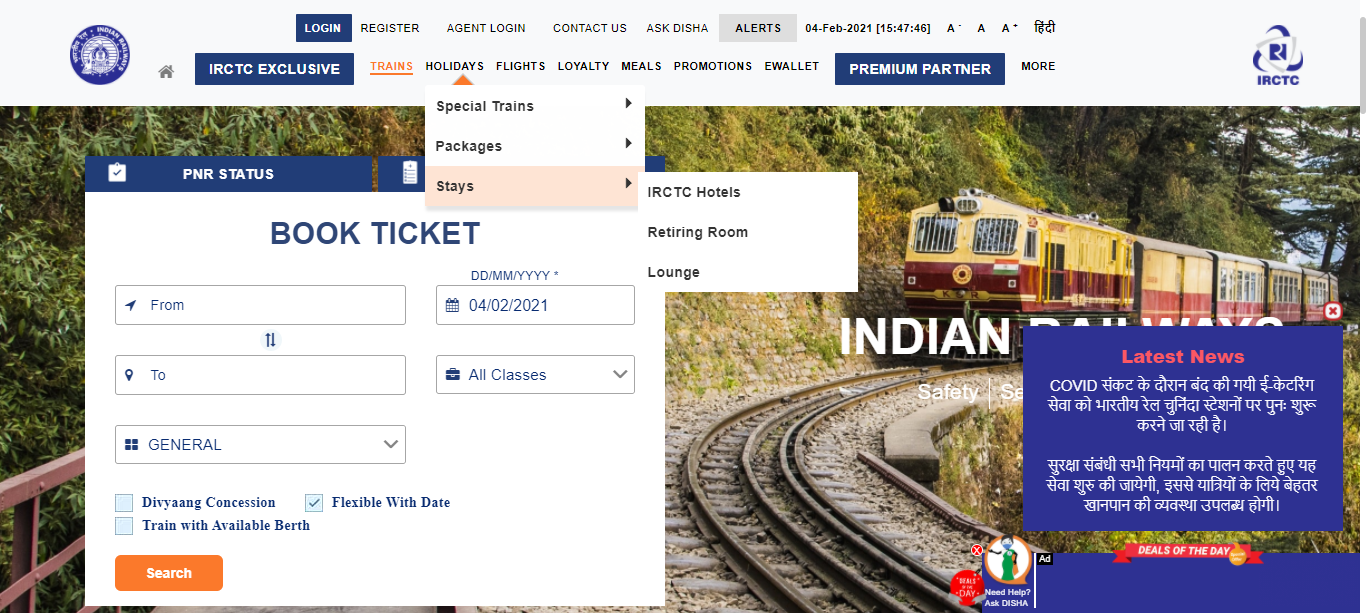 LOGIN REGISTER AGENT LOGIN CONTACT US ASK DISHA ALERTS 04-Feb-2021 [15:47:46] A- A A+ हिंदी
INDIAN RAILWAYS
IRCTC
IRCTC EXCLUSIVE TRAINS HOLIDAYS FLIGHTS LOYALTY MEALS PROMOTIONS EWALLET PREMIUM PARTNER MORE
Special Trains
Packages
Stays
IRCTC Hotels
Retiring Room
Lounge
PNR STATUS
BOOK TICKET
DD/MM/YYYY *
From
04/02/2021
To
All Classes
GENERAL
Divyaang Concession
Flexible With Date
Train with Available Berth
Search
INDIAN RAILWAYS
Safety | Se
Latest News
COVID संकट के दौरान बंद की गयी ई-केटरिंग
सेवा को भारतीय रेल चुनिंदा स्टेशनों पर पुनः शुरू
करने जा रही है।
सुरक्षा संबंधी सभी नियमों का पालन करते हुए यह
सेवा शुरु की जायेगी, इससे यात्रियों के लिये बेहतर
खानपान की व्यवस्था उपलब्ध होगी।
DEALS OF THE DAY
Ad
DEALS
DAY
Need Help?
Ask DISHA